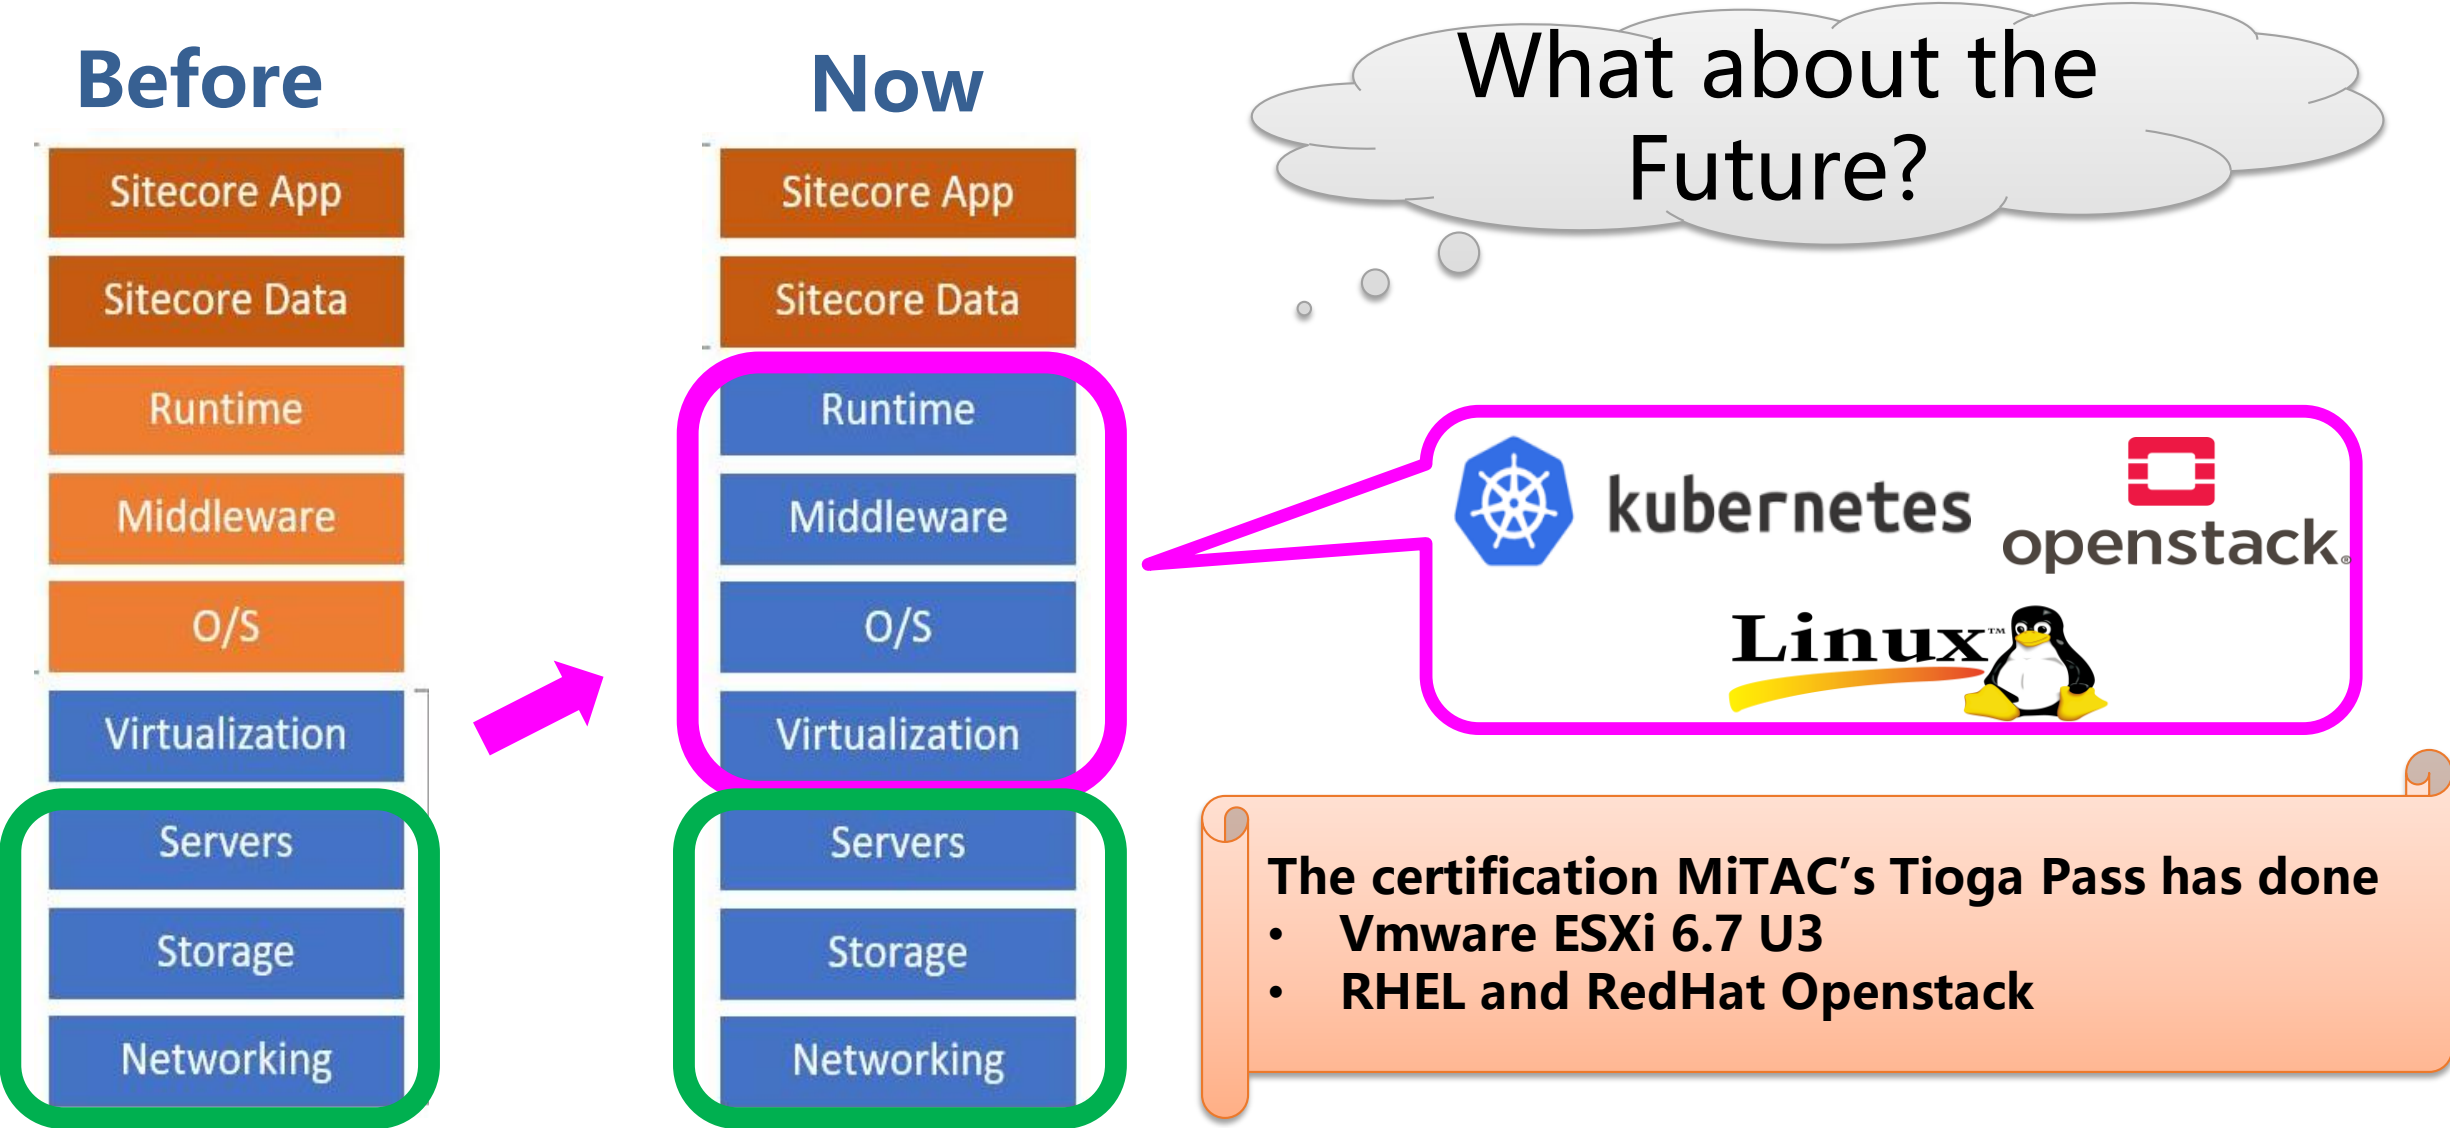 Before
Sitecore App
Sitecore Data
Runtime
Middleware
O/S
Virtualization
Servers
Storage
Networking
Now
Sitecore App
Sitecore Data
Runtime
Middleware
O/S
Virtualization
Servers
Storage
Networking
What about the
Future?
kubernetes
openstack®
Linux™
The certification MiTAC’s Tioga Pass has done
• Vmware ESXi 6.7 U3
• RHEL and RedHat Openstack